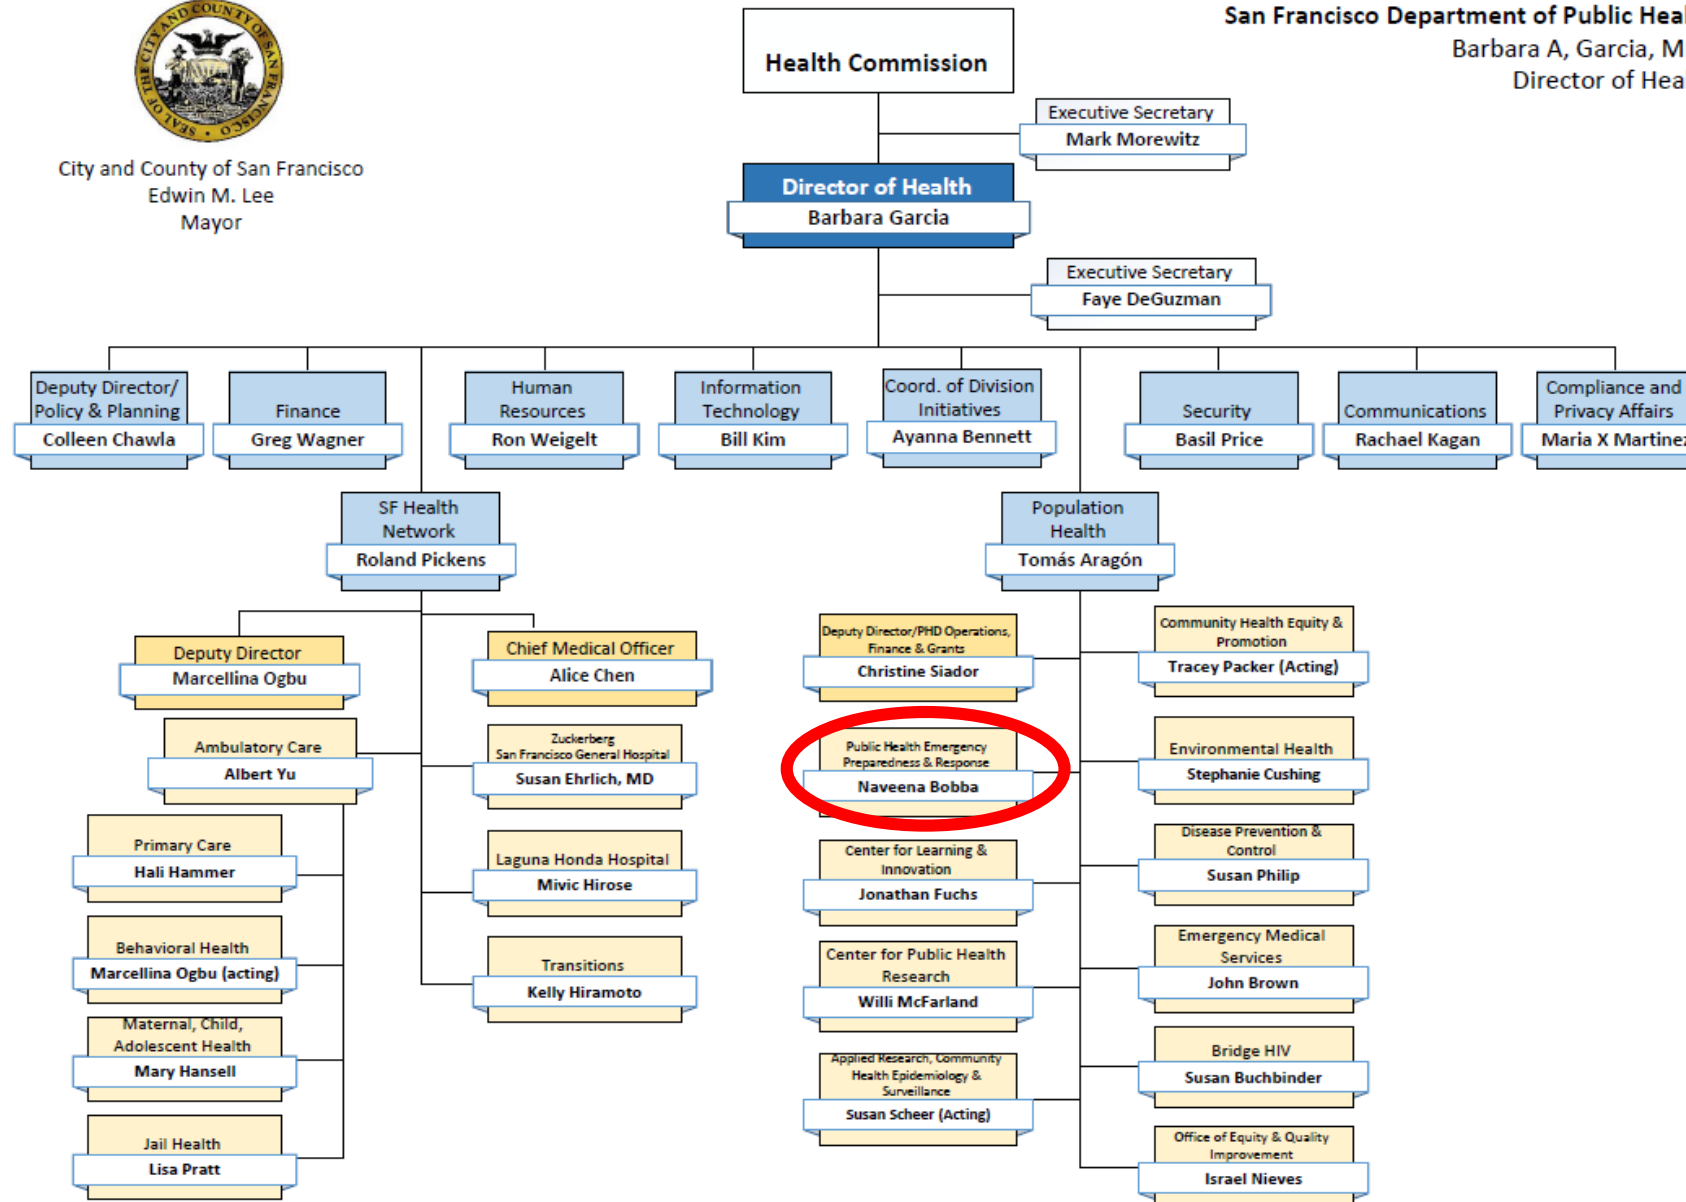 SEAL OF THE CITY AND COUNTY OF SAN FRANCISCO
City and County of San Francisco
Edwin M. Lee
Mayor
San Francisco Department of Public Heal
Barbara A, Garcia, M
Director of Hea
Health Commission
Executive Secretary
Mark Morewitz
Director of Health
Barbara Garcia
Executive Secretary
Faye DeGuzman
Deputy Director/
Policy & Planning
Colleen Chawla
Finance
Greg Wagner
Human
Resources
Ron Weigelt
Information
Technology
Bill Kim
Coord. of Division
Initiatives
Ayanna Bennett
Security
Basil Price
Communications
Rachael Kagan
Compliance and
Privacy Affairs
Maria X Martinez
SF Health
Network
Roland Pickens
Population
Health
Tomás Aragón
Deputy Director
Marcellina Ogbu
Chief Medical Officer
Alice Chen
Ambulatory Care
Albert Yu
Zuckerberg
San Francisco General Hospital
Susan Ehrlich, MD
Primary Care
Hali Hammer
Laguna Honda Hospital
Mivic Hirose
Behavioral Health
Marcellina Ogbu (acting)
Transitions
Kelly Hiramoto
Maternal, Child,
Adolescent Health
Mary Hansell
Jail Health
Lisa Pratt
Deputy Director/PHD Operations,
Finance & Grants
Christine Siador
Community Health Equity &
Promotion
Tracey Packer (Acting)
Public Health Emergency
Preparedness & Response
Naveena Bobba
Environmental Health
Stephanie Cushing
Center for Learning &
Innovation
Jonathan Fuchs
Disease Prevention &
Control
Susan Philip
Center for Public Health
Research
Willi McFarland
Emergency Medical
Services
John Brown
Applied Research, Community
Health Epidemiology &
Surveillance
Susan Scheer (Acting)
Bridge HIV
Susan Buchbinder
Office of Equity & Quality
Improvement
Israel Nieves